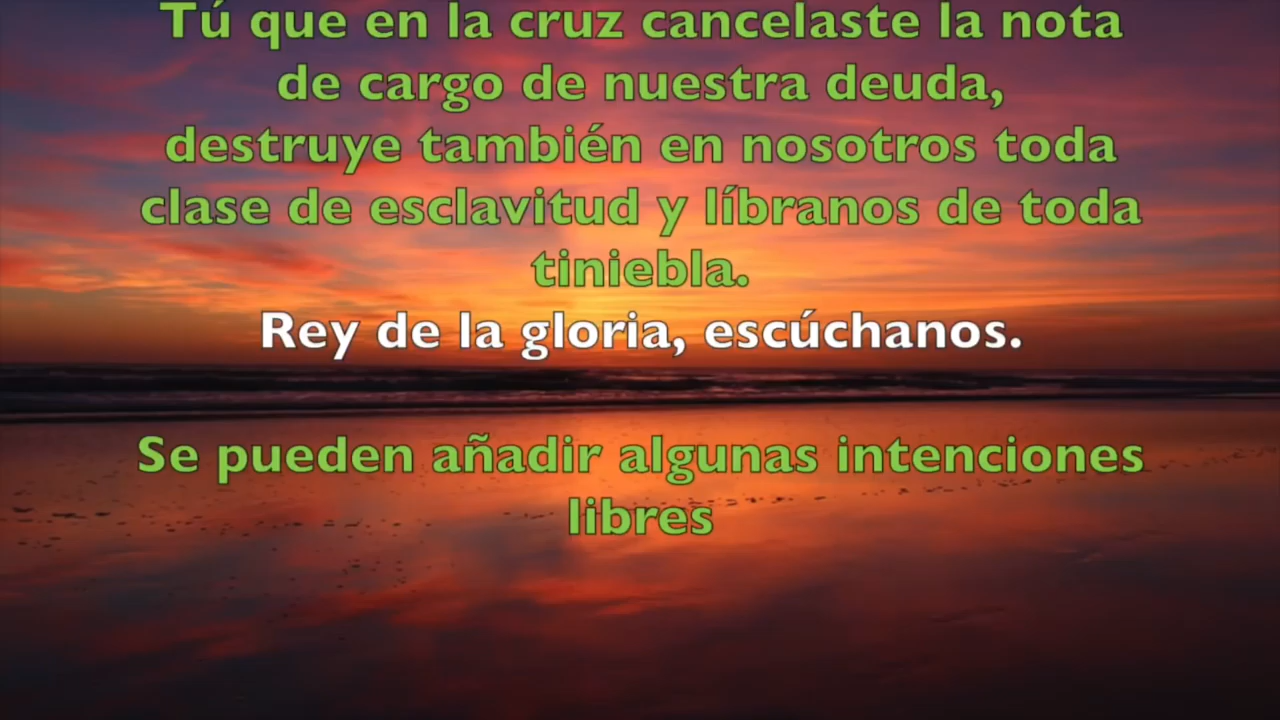 Tú que en la cruz cancelaste la nota
de cargo de nuestra deuda,
destruye también en nosotros toda
clase de esclavitud y líbranos de toda
tiniebla.
Rey de la gloria, escúchanos.
Se pueden añadir algunas intenciones
libres